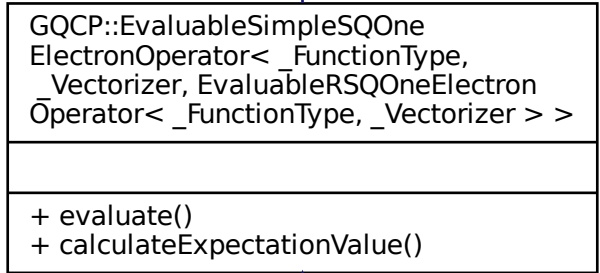 GQCP::EvaluableSimpleSQOne
ElectronOperator< _FunctionType,
_Vectorizer, EvaluableRSQOneElectron
Operator< _FunctionType, _Vectorizer > >
+ evaluate()
+ calculateExpectationValue()